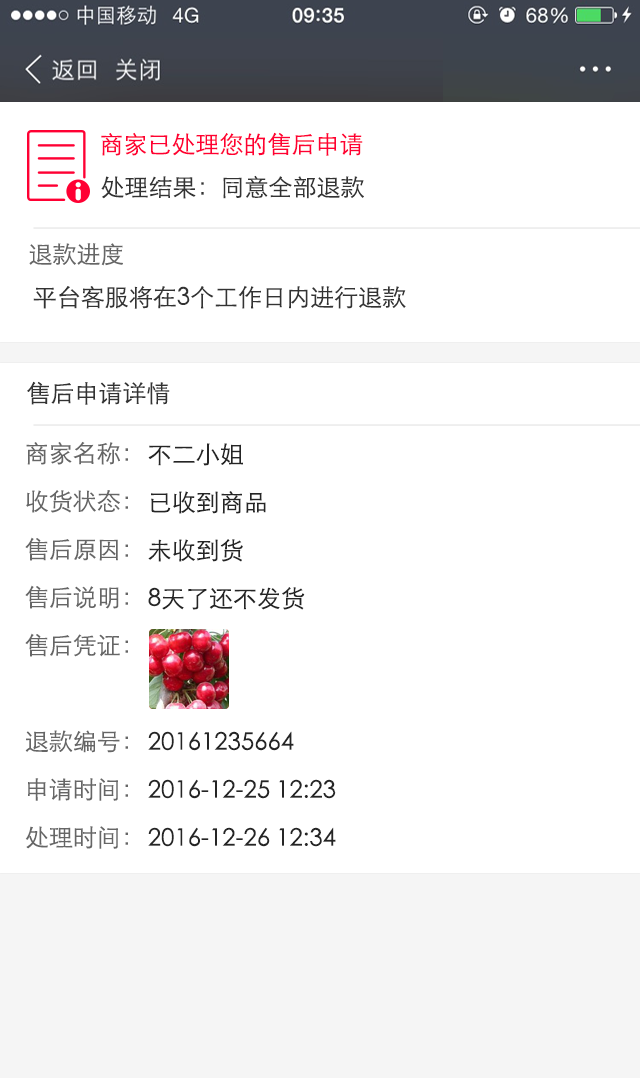 中国移动 4G 09:35 68%
返回 关闭
商家已处理您的售后申请
处理结果：同意全部退款
退款进度
平台客服将在3个工作日内进行退款
售后申请详情
商家名称：不二小姐
收货状态：已收到商品
售后原因：未收到货
售后说明：8天了还不发货
售后凭证：
退款编号：20161235664
申请时间：2016-12-25 12:23
处理时间：2016-12-26 12:34